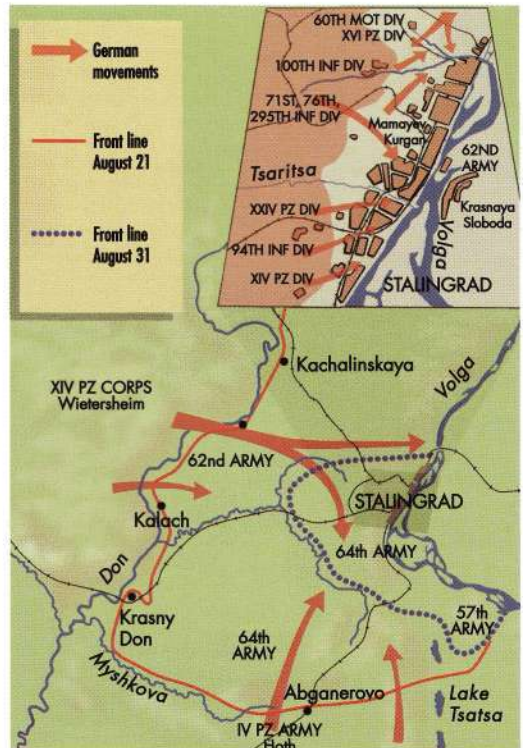 German
movements
Front line
August 21
Front line
August 31
60TH MOT DIV
XVI PZ DIV
100TH INF DIV
71ST, 76TH,
295TH INF DIV
Mamayev
Kurgan
62ND
ARMY
Tsaritsa
Krasnaya
Sloboda
XXIV PZ DIV
Volga
94TH INF DIV
STALINGRAD
XIV PZ DIV
Kachalinskaya
Volga
XIV PZ CORPS
Wietersheim
62nd ARMY
STALINGRAD
Kalach
64th ARMY
Don
Krasny
Don
57th
ARMY
64th
ARMY
Myshkova
Abganerovo
Lake
Tsatsa
IV PZ ARMY
Hoth